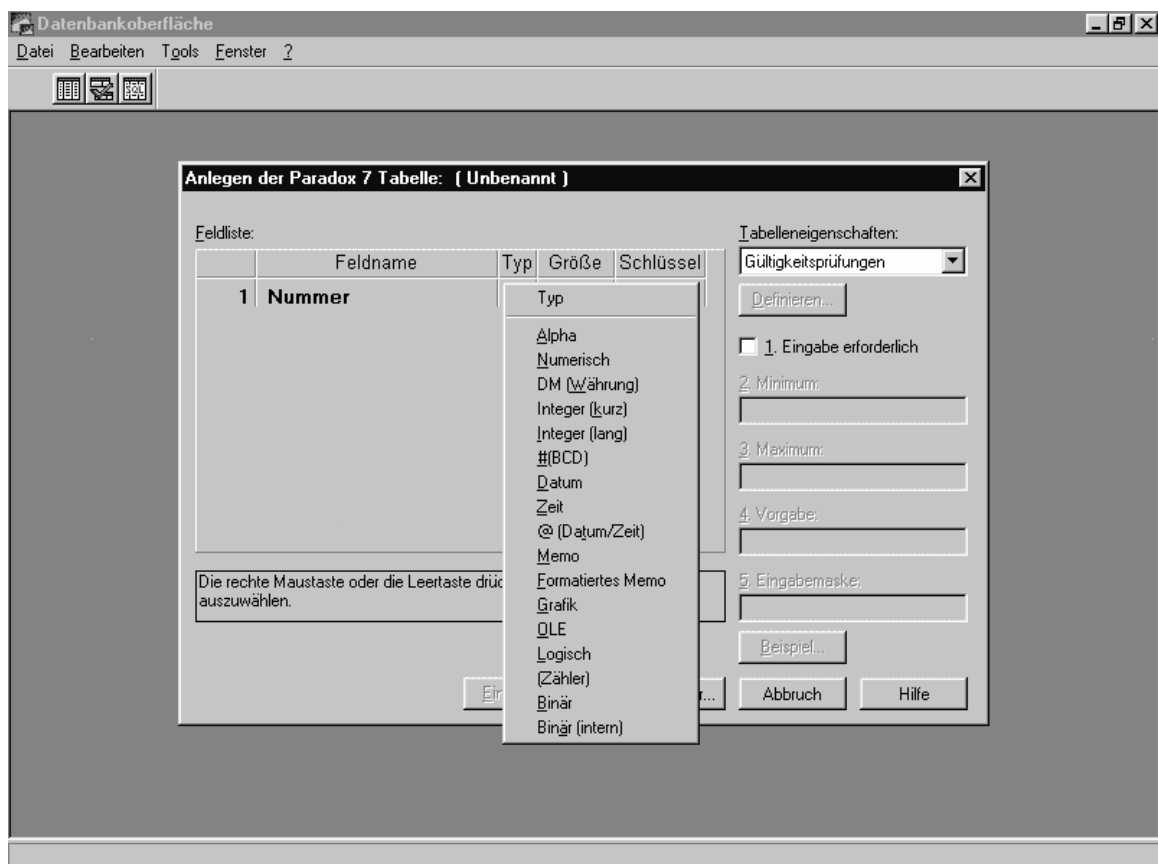 Datenbankoberfläche
Datei Bearbeiten Tools Fenster ?
SQL
Anlegen der Paradox 7 Tabelle: ( Unbenannt )
Feldliste:
Feldname Typ Größe Schlüssel
1 Nummer
Typ
Alpha
Numerisch
DM (Währung)
Integer (kurz)
Integer (lang)
#(BCD)
Datum
Zeit
@ (Datum/Zeit)
Memo
Formatiertes Memo
Grafik
OLE
Logisch
(Zähler)
Binär
Binär (intern)
Die rechte Maustaste oder die Leertaste
auszuwählen.
Tabelleneigenschaften:
Gültigkeitsprüfungen
Definieren...
1. Eingabe erforderlich
2. Minimum:
3. Maximum:
4. Vorgabe:
5. Eingabemaske:
Beispiel...
Abbruch Hilfe